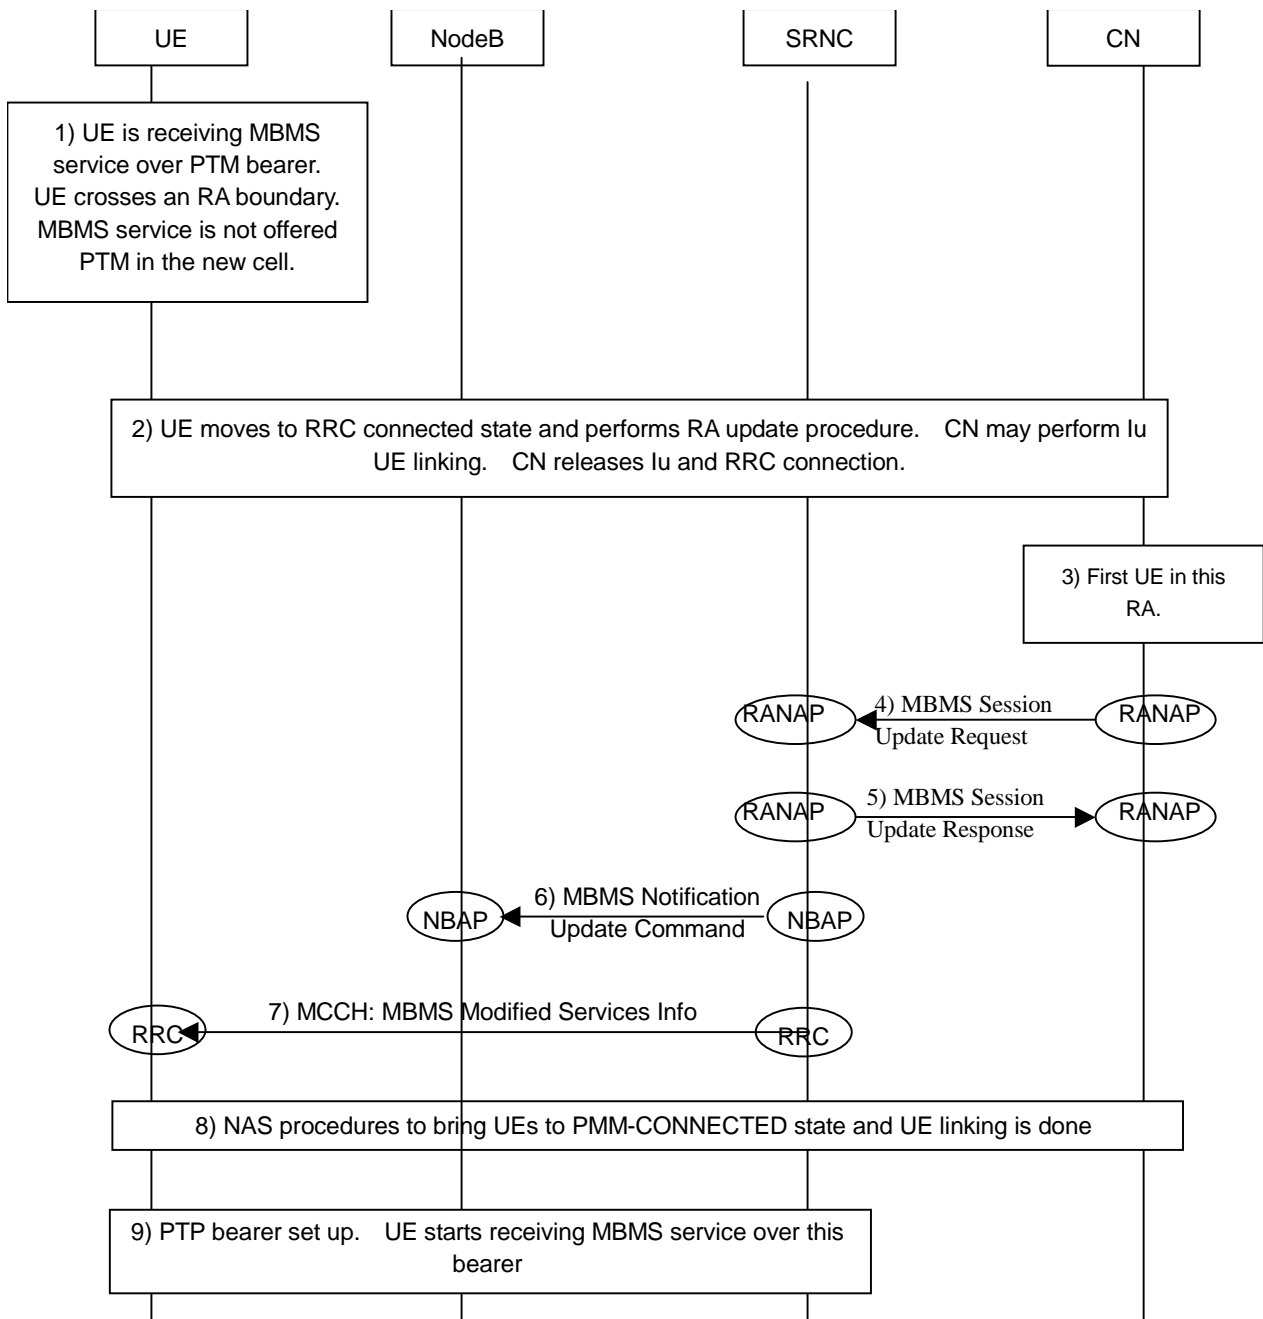 UE
NodeB
SRNC
CN
1) UE is receiving MBMS
service over PTM bearer.
UE crosses an RA boundary.
MBMS service is not offered
PTM in the new cell.
2) UE moves to RRC connected state and performs RA update procedure. CN may perform Iu
UE linking. CN releases Iu and RRC connection.
3) First UE in this
RA.
RANAP
4) MBMS Session
Update Request
RANAP
RANAP
5) MBMS Session
Update Response
RANAP
NBAP
6) MBMS Notification
Update Command
NBAP
RRC
7) MCCH: MBMS Modified Services Info
RRC
8) NAS procedures to bring UEs to PMM-CONNECTED state and UE linking is done
9) PTP bearer set up. UE starts receiving MBMS service over this
bearer